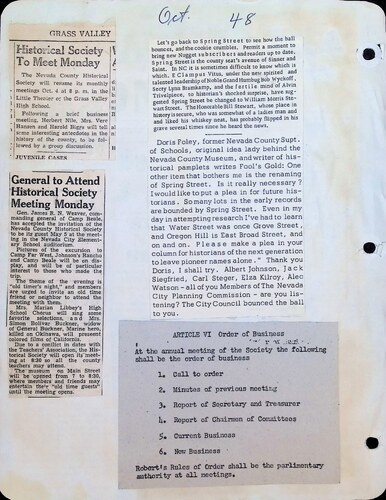 Oct. 48
GRASS VALLEY
Historical Society
To Meet Monday
The Nevada County Historical
Society will resume its monthly
meetings Oct. 4 at 8 p. m. in the
Little Theater at the Grass Valley
High School.
Following a brief business
meeting, Norbert Nile, Mrs. Vere
Hansen and Harold Biggs will tell
some interesting anecdotes in the
history of the county, to be fol-
lowed by a group discussion.
JUVENILE CASES
General to Attend
Historical Society
Meeting Monday
Gen. James R. N. Weaver, com-
manding general of Camp Beale,
has accepted the invitation of the
Nevada County Historical Society
to be its guest May 5 at the meet-
ing in the Nevada City Elemen-
tary School auditorium.
Pictures of the excursion to
Camp Far West, Johnson's Rancho
and Camp Beale will be on dis-
play, and will be of particular
interest to those who made the
trip.
The theme of the evening is
"old timer's night," and members
are urged to invite an old time
friend or neighbor to attend the
meeting with them.
Mrs. Marian Libey's High
School Chorus will sing some
favorite selections, and Mrs.
Simon Bolivar Buckner, widow
of General Buckner, Marine hero,
killed on Okinawa, will present
colored films of California.
Due to a conflict in dates with
the Teachers' Association, the His-
torical Society will open its meet-
ing at 8:30 so all the county
teachers may attend.
The museum on Main Street
will be opened from 7 to 8:30,
where members and friends may
entertain their "old time guests"
until the meeting opens.
Let's go back to Spring Street to see how the ball
bounces, and the cookie crumbles. Permit a moment to
bring new Nugget subscribers and readers up to date.
Spring Street is the county seat's avenue of Sinner and
Saint. In NC it is sometimes difficult to know which is
which. E Clampus Vitus, under the new spirited and
talented leadership of Noble Grand Humbug Bob Wyckoff,
Sorry Lynn Bramkamp, and the fertile mind of Alvin
Trivelpiece, to historian's shocked surprise, have sug-
gested Spring Street be changed to William Morris Stew-
art Street. The Honorable Bill Stewart, whose place in
history is secure, who was somewhat of a ladies man and
and liked his whiskey neat, has probably flipped in his
grave several times since he heard the news.
Doris Foley, former Nevada County Supt.
of Schools, original idea lady behind the
Nevada County Museum, and writer of his-
torical pamplets writes Fool's Gold: One
other item that bothers me is the renaming
of Spring Street. Is it really necessary?
I would like to put a plea in for future his-
torians. So many lots in the early records
are bounded by Spring Street. Even in my
day in attempting research I've had to learn
that Water Street was once Grove Street,
and Oregon Hill is East Broad Street, and
on and on. Please make a plea in your
column for historians of the next generation
to leave pioneer names alone." Thank you
Doris, I shall try. Albert Johnson, Jack
Siegfried, Carl Steger, Elza Kilroy, Alec
Watson - all of you Members of The Nevada
City Planning Commission - are you lis-
tening? The City Council bounced the ball
to you.
ARTICLE VI Order of Business
At the annual meeting of the Society the following
shall be the order of business
1. Call to order
2. Minutes of previous meeting
3. Report of Secretary and Treasurer
4. Report of Chairmen of Committees
5. Current Business
6. New Business
Robert's Rules of Order shall be the parlimentary
authority at all meetings.